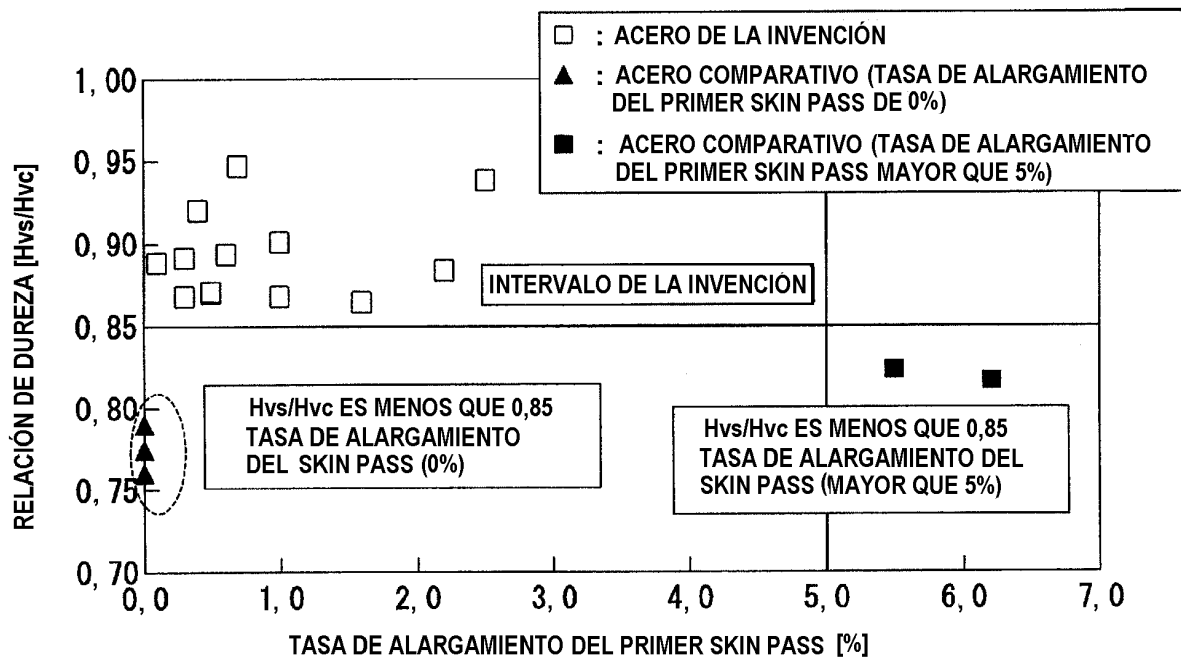 □ : ACERO DE LA INVENCIÓN
▲ : ACERO COMPARATIVO (TASA DE ALARGAMIENTO
DEL PRIMER SKIN PASS DE 0%)
■ : ACERO COMPARATIVO (TASA DE ALARGAMIENTO
DEL PRIMER SKIN PASS MAYOR QUE 5%)
RELACIÓN DE DUREZA [Hvs/Hvc]
1, 00
0, 95
0, 90
0, 85
0, 80
0, 75
0, 70
INTERVALO DE LA INVENCIÓN
Hvs/Hvc ES MENOS QUE 0,85
TASA DE ALARGAMIENTO
DEL SKIN PASS (0%)
Hvs/Hvc ES MENOS QUE 0,85
TASA DE ALARGAMIENTO DEL
SKIN PASS (MAYOR QUE 5%)
0, 0 1, 0 2, 0 3, 0 4, 0 5, 0 6, 0 7, 0
TASA DE ALARGAMIENTO DEL PRIMER SKIN PASS [%]